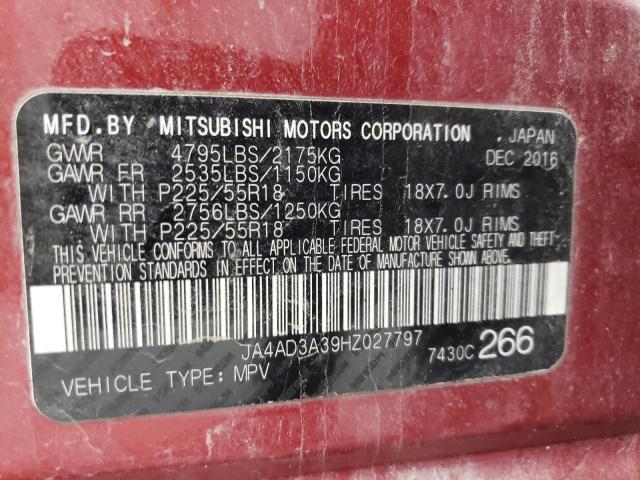 MFD.BY MITSUBISHI MOTORS CORPORATION . JAPAN
GVWR 4795LBS/2175KG DEC 2016
GAWR FR 2535LBS/1150KG
WITH P225/55R18 TIRES 18X7.0J RIMS
GAWR RR 2756LBS/1250KG
WITH P225/55R18 TIRES 18X7.0J RIMS
THIS VEHICLE CONFORMS TO ALL APPLICABLE FEDERAL MOTOR VEHICLE SAFETY AND THEFT
PREVENTION STANDARDS IN EFFECT ON THE DATE OF MANUFACTURE SHOWN ABOVE.
JA4AD3A39HZ027797 7430C 266
VEHICLE TYPE: MPV